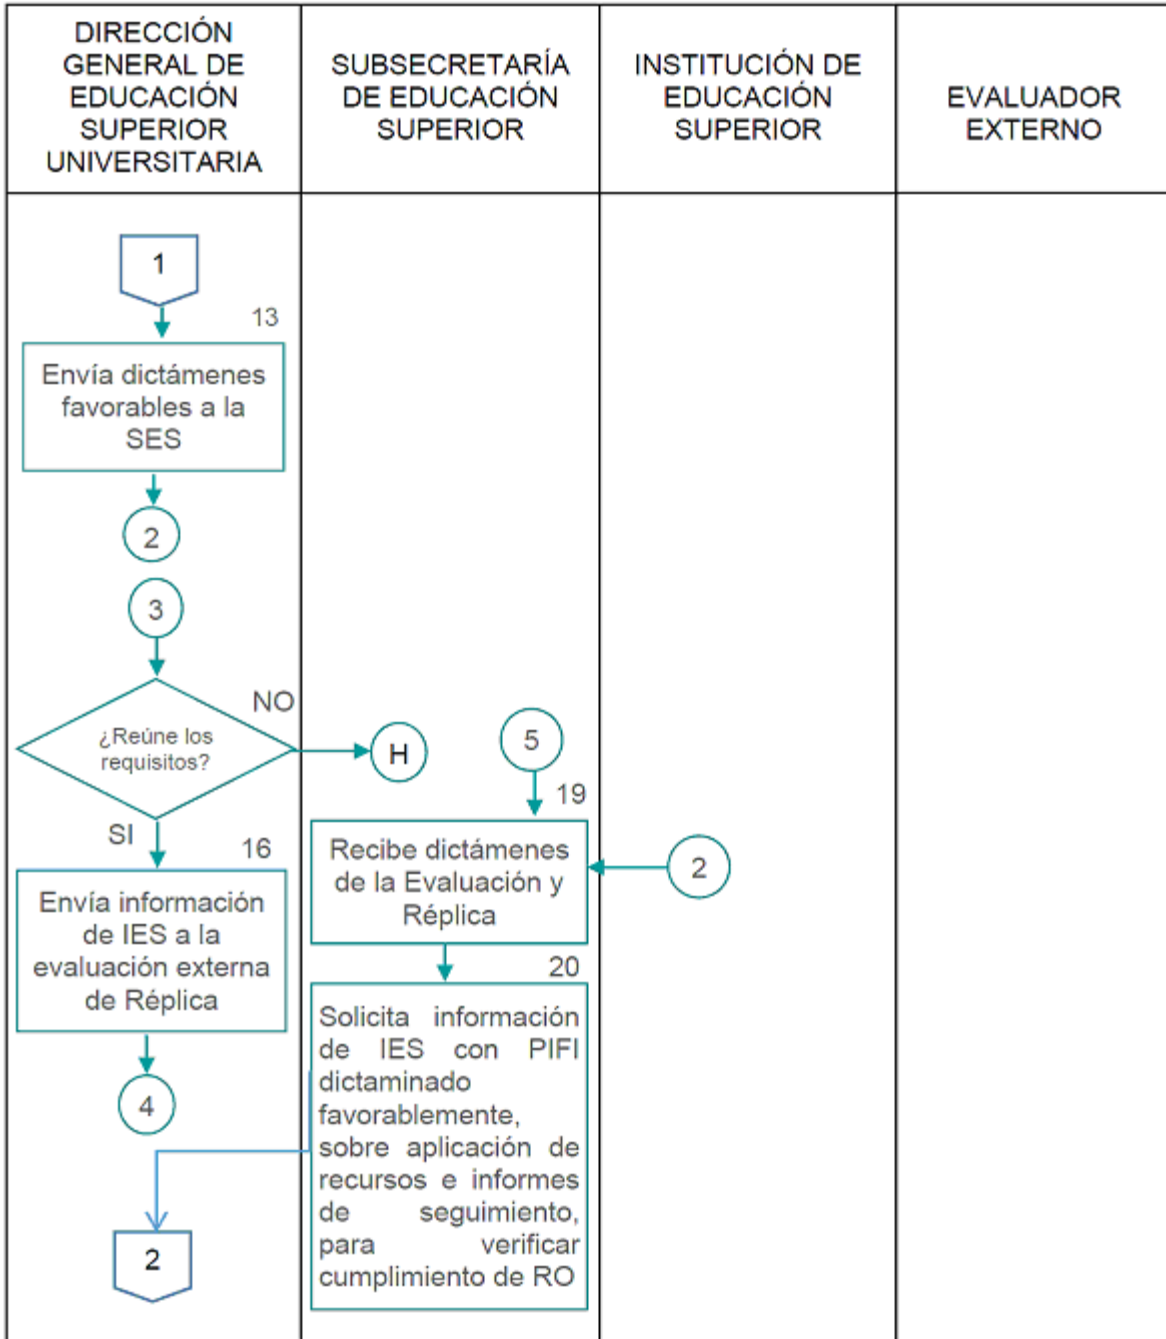 DIRECCIÓN
GENERAL DE
EDUCACIÓN
SUPERIOR
UNIVERSITARIA
SUBSECRETARÍA
DE EDUCACIÓN
SUPERIOR
INSTITUCIÓN DE
EDUCACIÓN
SUPERIOR
EVALUADOR
EXTERNO
1
13
Envía dictámenes
favorables a la
SES
2
3
¿Reúne los
requisitos?
NO
H
SI
16
Envía información
de IES a la
evaluación externa
de Réplica
4
2
5
19
Recibe dictámenes
de la Evaluación y
Réplica
2
20
Solicita información
de IES con PIFI
dictaminado
favorablemente,
sobre aplicación de
recursos e informes
de seguimiento,
para verificar
cumplimiento de RO